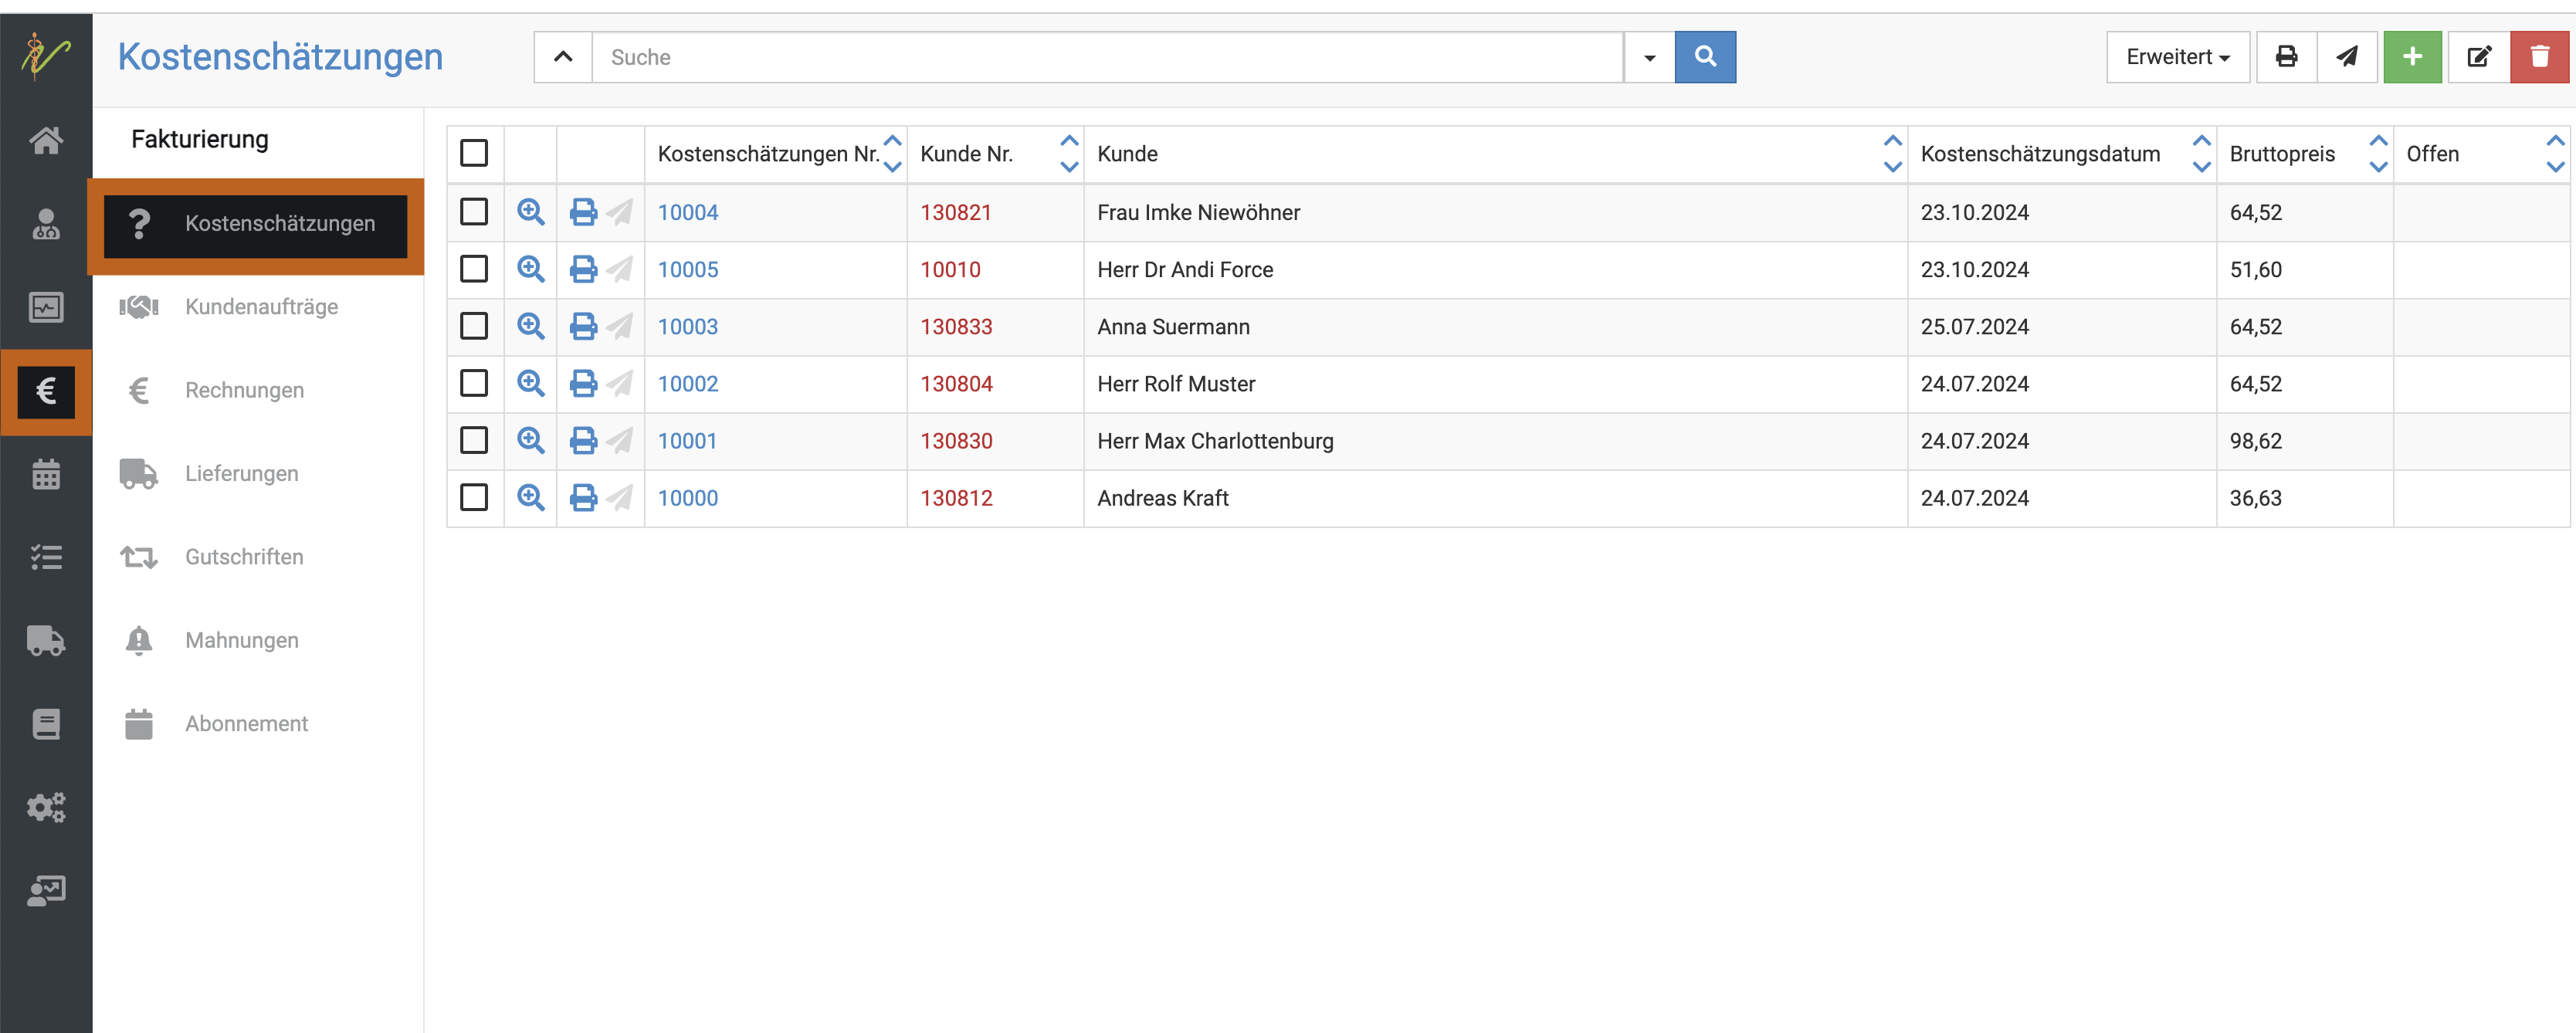 Kostenschätzungen
Suche
Erweitert
Fakturierung
Kostenschätzungen
Kundenaufträge
€ Rechnungen
Lieferungen
Gutschriften
Mahnungen
Abonnement
€
Kostenschätzungen Nr. Kunde Nr. Kunde Kostenschätzungsdatum Bruttopreis Offen
10004 130821 Frau Imke Niewöhner 23.10.2024 64,52
10005 10010 Herr Dr Andi Force 23.10.2024 51,60
10003 130833 Anna Suermann 25.07.2024 64,52
10002 130804 Herr Rolf Muster 24.07.2024 64,52
10001 130830 Herr Max Charlottenburg 24.07.2024 98,62
10000 130812 Andreas Kraft 24.07.2024 36,63